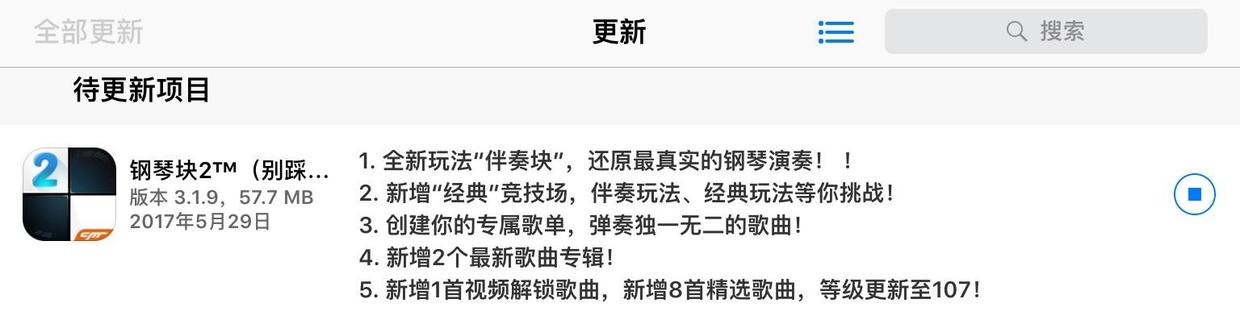 全部更新
更新
搜索
待更新项目
2
钢琴块2™（别踩...
版本 3.1.9，57.7 MB
2017年5月29日
cmt
1. 全新玩法“伴奏块”，还原最真实的钢琴演奏！！
2. 新增“经典”竞技场，伴奏玩法、经典玩法等你挑战！
3. 创建你的专属歌单，弹奏独一无二的歌曲！
4. 新增2个最新歌曲专辑！
5. 新增1首视频解锁歌曲，新增8首精选歌曲，等级更新至107！